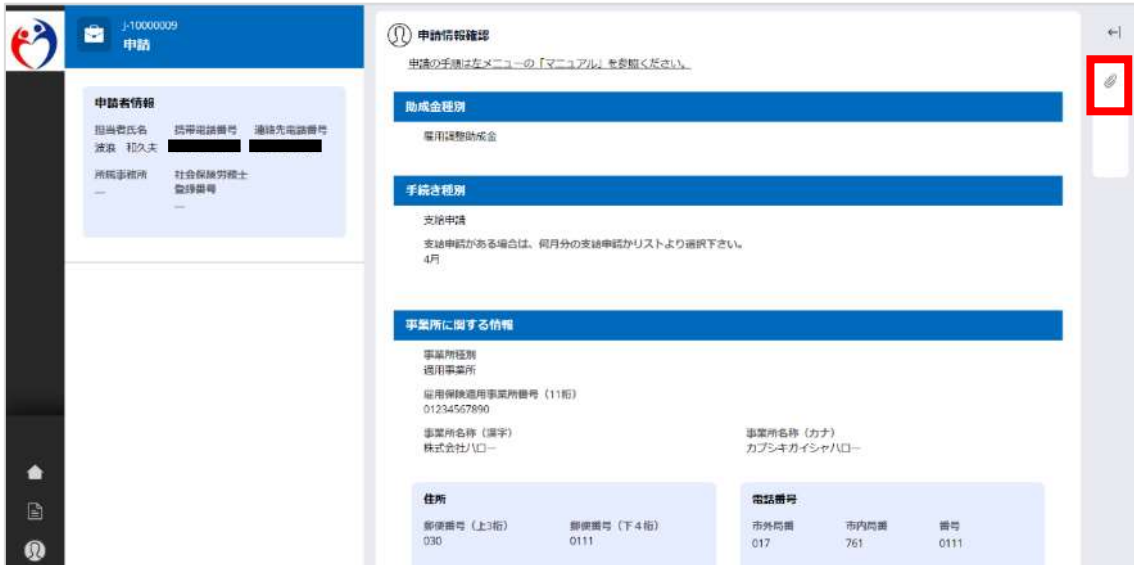 j-10000009
申請
申請者情報
担当者氏名 携帯電話番号 連絡先電話番号
波浪 和久夫
所属事務所 社会保険労務士
登録番号
— —
申請情報確認
申請の手順は左メニューの「マニュアル」を参照ください。
助成金種別
雇用調整助成金
手続き種別
支給申請
支給申請がある場合は、何月分の支給申請かリストより選択下さい。
4月
事業所に関する情報
事業所種別
適用事業所
雇用保険適用事業所番号（11桁）
01234567890
事業所名称（漢字） 事業所名称（カナ）
株式会社ハロー カブシキガイシャハロー
住所 電話番号
郵便番号（上3桁） 郵便番号（下４桁） 市外局番 市内局番 番号
030 0111 017 761 0111